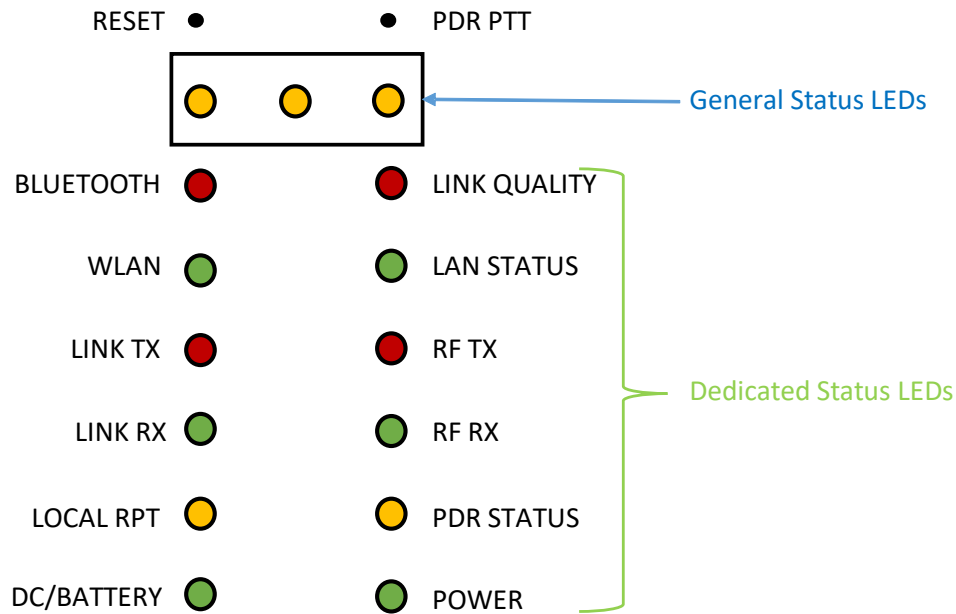 RESET PDR PTT
General Status LEDs
BLUETOOTH LINK QUALITY
WLAN LAN STATUS
LINK TX RF TX
Dedicated Status LEDs
LINK RX RF RX
LOCAL RPT PDR STATUS
DC/BATTERY POWER